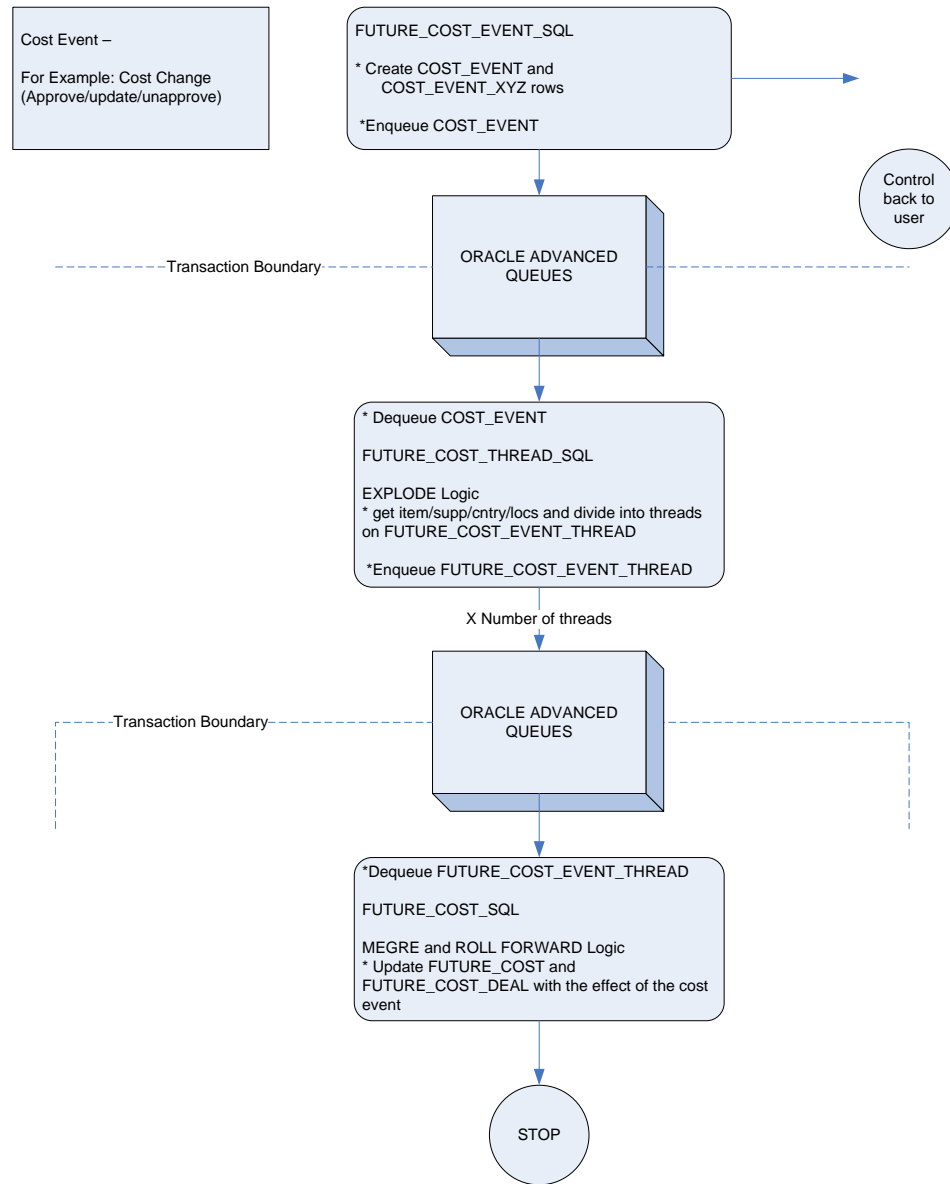 Cost Event –
For Example: Cost Change
(Approve/update/unapprove)
FUTURE_COST_EVENT_SQL
* Create COST_EVENT and
COST_EVENT_XYZ rows
*Enqueue COST_EVENT
Control
back to
user
ORACLE ADVANCED
QUEUES
Transaction Boundary
* Dequeue COST_EVENT
FUTURE_COST_THREAD_SQL
EXPLODE Logic
* get item/supp/cntry/locs and divide into threads
on FUTURE_COST_EVENT_THREAD
*Enqueue FUTURE_COST_EVENT_THREAD
X Number of threads
ORACLE ADVANCED
QUEUES
Transaction Boundary
*Dequeue FUTURE_COST_EVENT_THREAD
FUTURE_COST_SQL
MEGRE and ROLL FORWARD Logic
* Update FUTURE_COST and
FUTURE_COST_DEAL with the effect of the cost
event
STOP